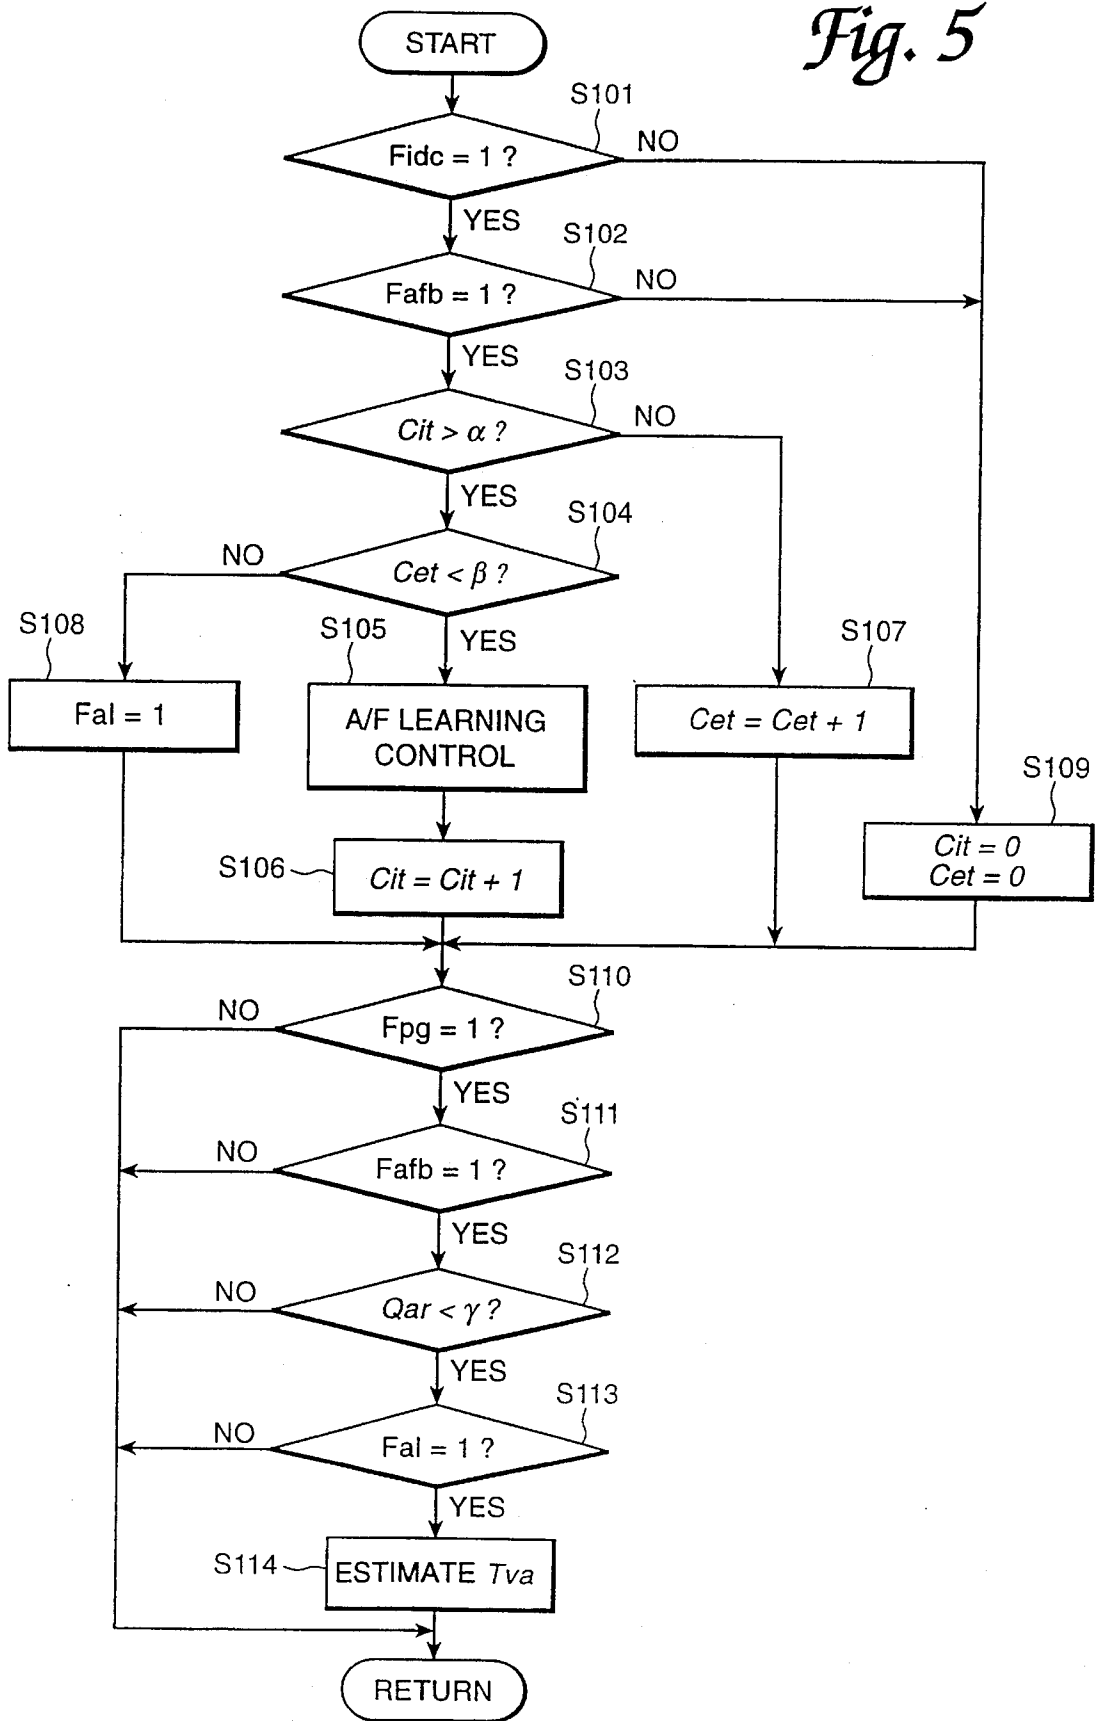 Fig. 5
START
S101
Fidc = 1 ?
NO
YES
S102
Fafb = 1 ?
NO
YES
S103
Cit > α ?
NO
YES
S104
NO
Cet < β ?
YES
S108
Fal = 1
S105
A/F LEARNING
CONTROL
S107
Cet = Cet + 1
S109
Cit = 0
Cet = 0
S106
Cit = Cit + 1
S110
NO
Fpg = 1 ?
YES
S111
NO
Fafb = 1 ?
YES
S112
NO
Qar < γ ?
YES
S113
NO
Fal = 1 ?
YES
S114
ESTIMATE Tva
RETURN